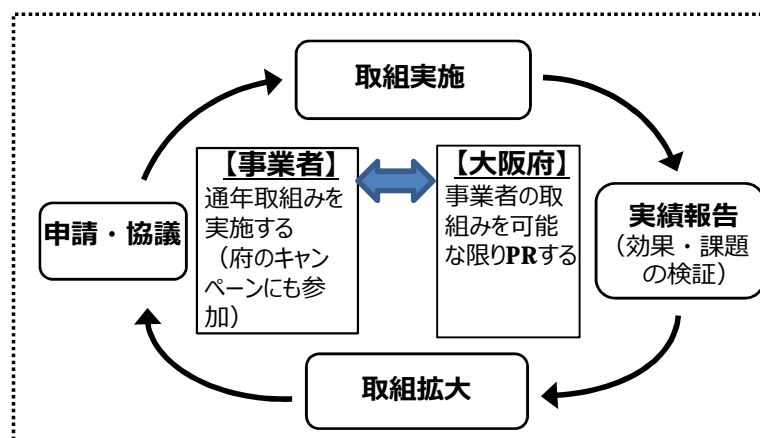 取組実施
【事業者】
通年取組みを
実施する
（府のキャン
ペーンにも参
加）
【大阪府】
事業者の取
組みを可能
な限りPRする
申請・協議
実績報告
（効果・課題
の検証）
取組拡大